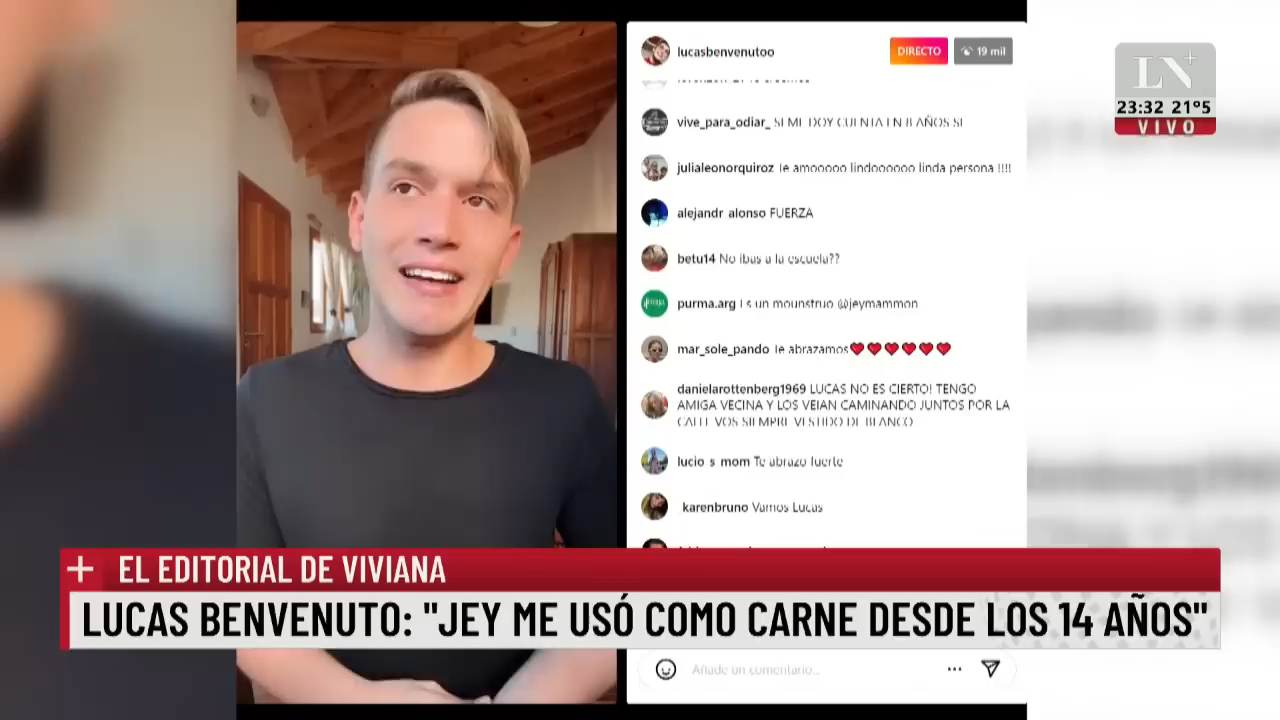 lucasbenvenutoo
DIRECTO
19 mil
LN+
23:32 21°5
VIVO
vive_para_odiar_ SI ME DOY CUENTA EN 8 AÑOS SI
julialeonorquiroz Te amooooo lindoooooo linda persona !!!!
alejandr alonso FUERZA
betu14 No ibas a la escuela??
purma.arg Es un mounstruo @jeymammon
mar_sole_pando Te abrazamos❤❤❤❤❤❤
danielarottenberg1969 LUCAS NO ES CIERTO! TENGO
AMIGA VECINA Y LOS VEIAN CAMINANDO JUNTOS POR LA
CALLE VOS SIEMPRE VESTIDO DE BLANCO
lucio s mom Te abrazo fuerte
karenbruno Vamos Lucas
+ EL EDITORIAL DE VIVIANA
LUCAS BENVENUTO: "JEY ME USÓ COMO CARNE DESDE LOS 14 AÑOS"
Añade un comentario...